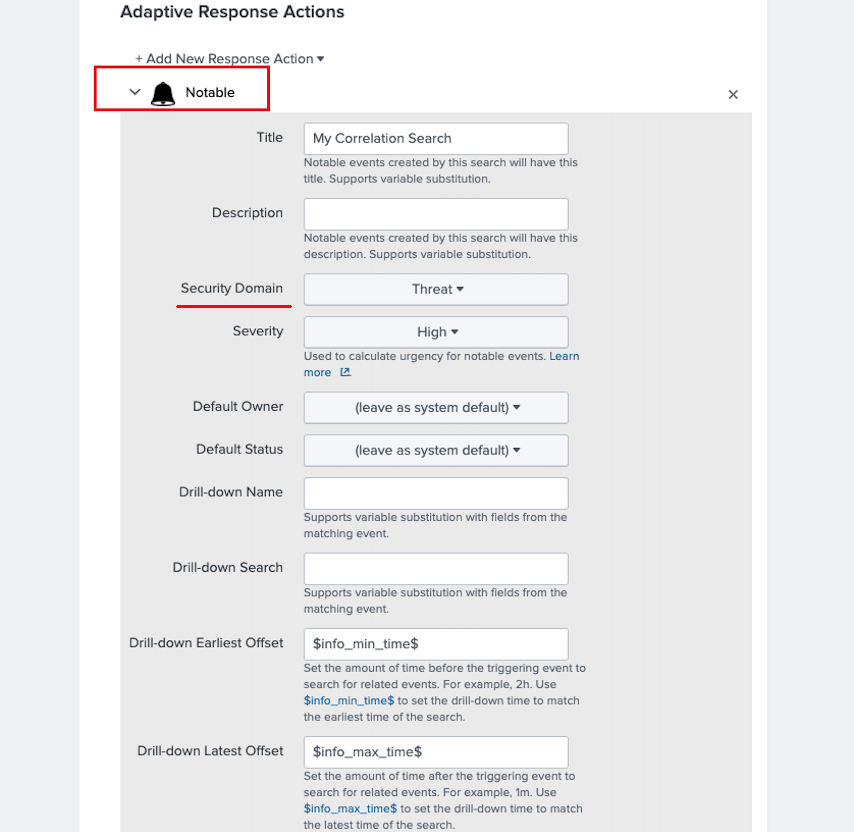 Adaptive Response Actions
+ Add New Response Action ▾
Notable
Title
My Correlation Search
Notable events created by this search will have this
title. Supports variable substitution.
Description
Notable events created by this search will have this
description. Supports variable substitution.
Security Domain
Threat ▾
Severity
High ▾
Used to calculate urgency for notable events. Learn
more
Default Owner
(leave as system default) ▾
Default Status
(leave as system default) ▾
Drill-down Name
Supports variable substitution with fields from the
matching event.
Drill-down Search
Supports variable substitution with fields from the
matching event.
Drill-down Earliest Offset
$info_min_time$
Set the amount of time before the triggering event to
search for related events. For example, 2h. Use
$info_min_time$ to set the drill-down time to match
the earliest time of the search.
Drill-down Latest Offset
$info_max_time$
Set the amount of time after the triggering event to
search for related events. For example, 1m. Use
$info_max_time$ to set the drill-down time to match
the latest time of the search.